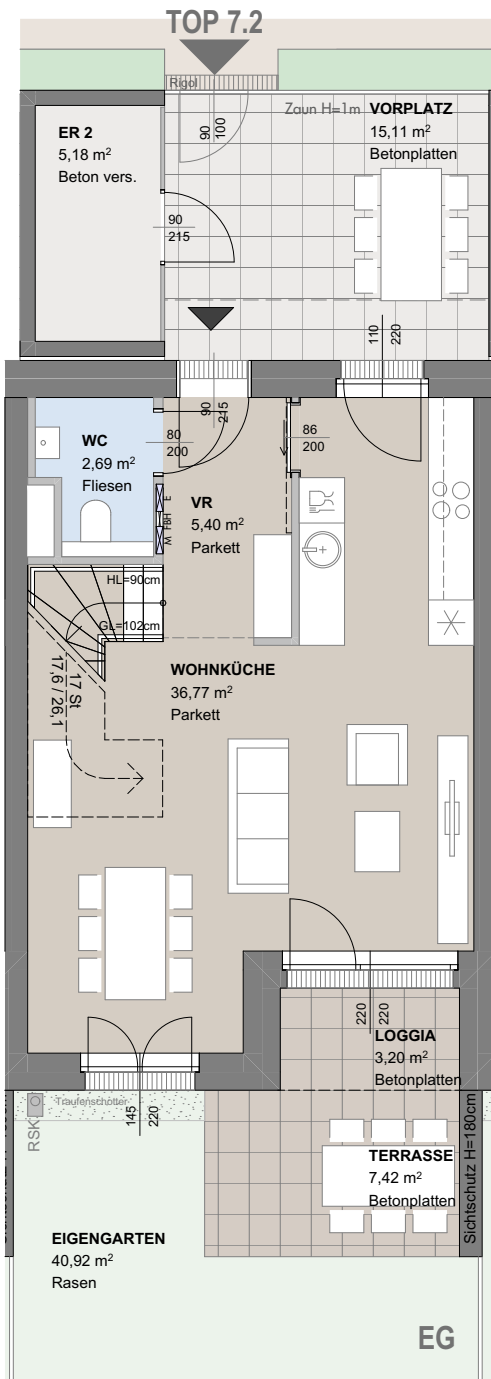 TOP 7.2
Rigol
Zaun H=1m
VORPLATZ
15,11 m²
Betonplatten
90
100
ER 2
5,18 m²
Beton vers.
90
215
110
220
90
215
WC
2,69 m²
Fliesen
80
200
86
200
VR
5,40 m²
Parkett
M FBH E
HL=90cm
GL=102cm
17 St
17,6 / 26,1
WOHNKÜCHE
36,77 m²
Parkett
220
220
LOGGIA
3,20 m²
Betonplatten
RSK
Traufenschotter
145
220
TERRASSE
7,42 m²
Betonplatten
Sichtschutz H=180cm
EIGENGARTEN
40,92 m²
Rasen
EG